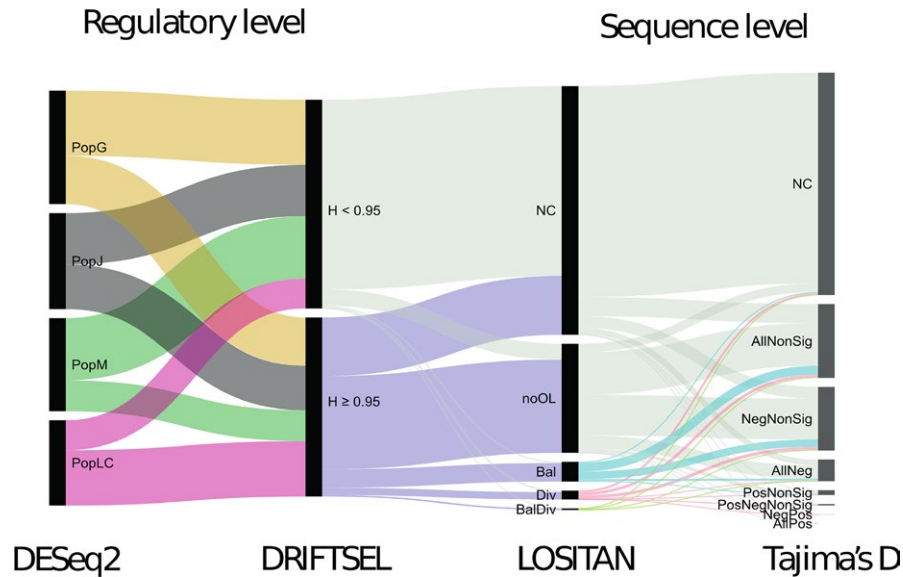 Regulatory level
Sequence level
PopG
PopJ
PopM
PopLC
H < 0.95
H ≥ 0.95
NC
noOL
Bal
Div
BalDiv
NC
AllNonSig
NegNonSig
AllNeg
PosNonSig
PosNegNonSig
NegPos
AllPos
DESeq2
DRIFTSEL
LOSITAN
Tajima's D